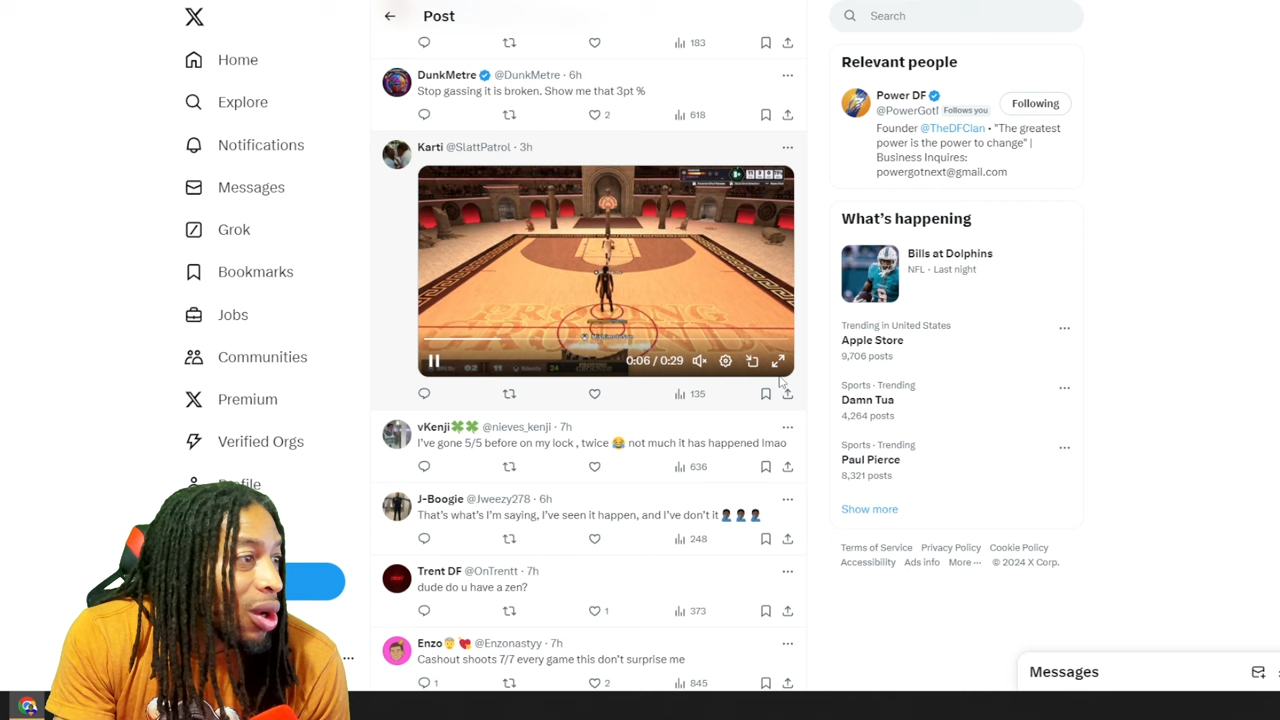 Post
Search
Home
Explore
Notifications
Messages
Grok
Bookmarks
Jobs
Communities
Premium
Verified Orgs
Profile
183
DunkMetre @DunkMetre · 6h
Stop gassing it is broken. Show me that 3pt %
2 618
Karti @SlattPatrol · 3h
PROVING
GROUNDS
0:06 / 0:29
24
135
vKenji🍀🍀 @nieves_kenji · 7h
I've gone 5/5 before on my lock , twice 😂 not much it has happened lmao
636
J-Boogie @Jweezy278 · 6h
That's what's I'm saying, I've seen it happen, and I've don't it 🤦🏿‍♂️ 🤦🏿‍♂️ 🤦🏿‍♂️
248
Trent DF @OnTrentt · 7h
dude do u have a zen?
1 373
Enzo😇 💘 @Enzonastyy · 7h
Cashout shoots 7/7 every game this don't surprise me
1 2 845
Relevant people
Power DF
@PowerGotI Follows you
Following
Founder @TheDFClan • "The greatest
power is the power to change" |
Business Inquires:
powergotnext@gmail.com
What's happening
Bills at Dolphins
NFL · Last night
Trending in United States
Apple Store
9,706 posts
Sports · Trending
Damn Tua
4,264 posts
Sports · Trending
Paul Pierce
8,321 posts
Show more
Terms of Service Privacy Policy Cookie Policy
Accessibility Ads info More ··· © 2024 X Corp.
Messages